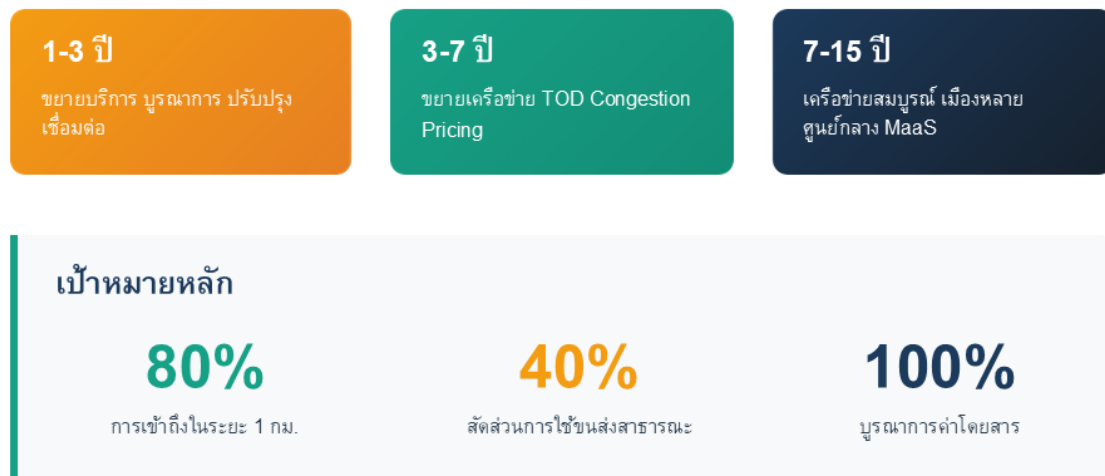 1-3 ปี
ขยายบริการ บูรณาการ ปรับปรุง
เชื่อมต่อ
3-7 ปี
ขยายเครือข่าย TOD Congestion
Pricing
7-15 ปี
เครือข่ายสมบูรณ์ เมืองหลาย
ศูนย์กลาง MaaS
เป้าหมายหลัก
80%
การเข้าถึงในระยะ 1 กม.
40%
สัดส่วนการใช้ขนส่งสาธารณะ
100%
บูรณาการค่าโดยสาร